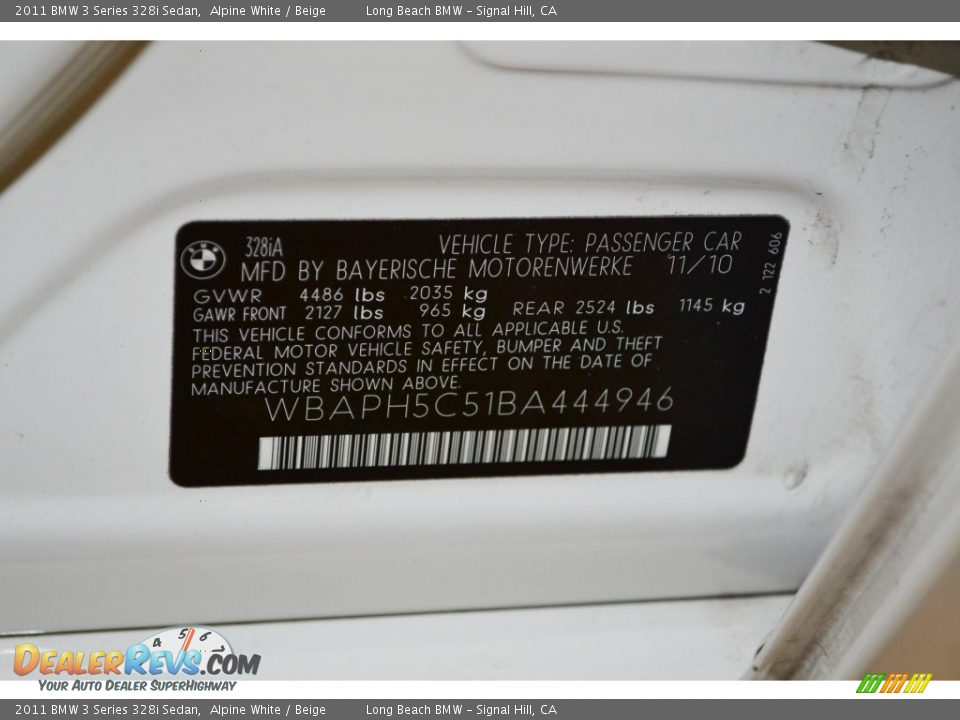 2011 BMW 3 Series 328i Sedan, Alpine White / Beige Long Beach BMW - Signal Hill, CA
328iA VEHICLE TYPE: PASSENGER CAR
MFD BY BAYERISCHE MOTORENWERKE 11/10
GVWR 4486 lbs 2035 kg
GAWR FRONT 2127 lbs 965 kg REAR 2524 lbs 1145 kg
THIS VEHICLE CONFORMS TO ALL APPLICABLE U.S.
FEDERAL MOTOR VEHICLE SAFETY, BUMPER AND THEFT
PREVENTION STANDARDS IN EFFECT ON THE DATE OF
MANUFACTURE SHOWN ABOVE.
WBAPH5C51BA444946
2 122 606
4 5 6
DEALERREVS.COM
YOUR AUTO DEALER SUPERHIGHWAY
2011 BMW 3 Series 328i Sedan, Alpine White / Beige Long Beach BMW - Signal Hill, CA